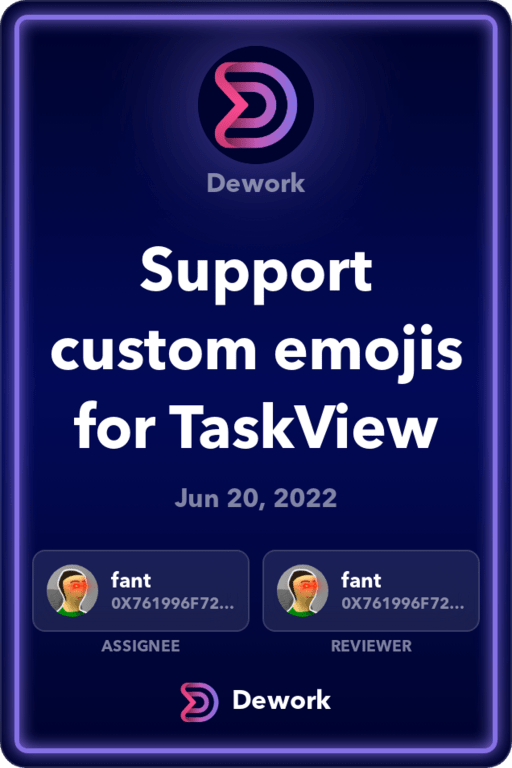 Dework
Support
custom emojis
for TaskView
Jun 20, 2022
fant
0X761996F72...
fant
0X761996F72...
ASSIGNEE
REVIEWER
Dework